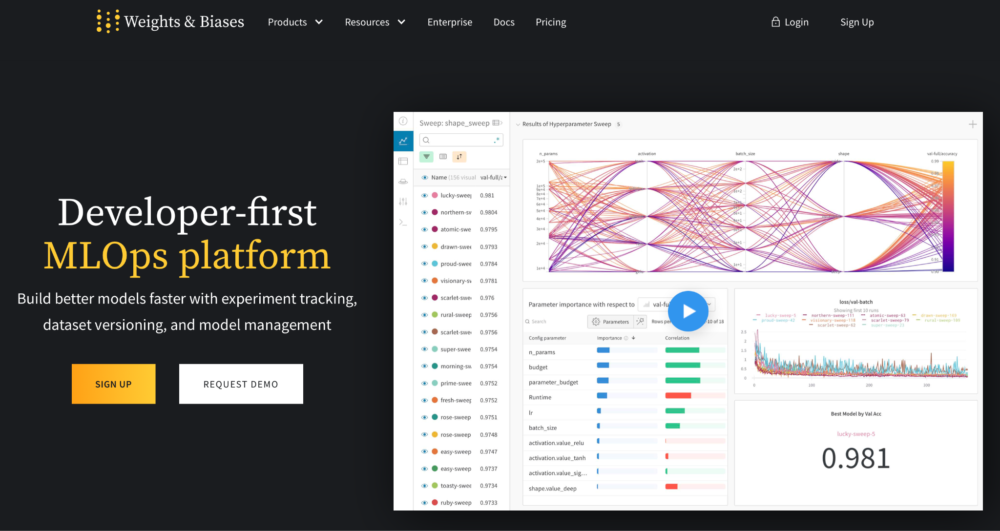 Weights & Biases
Products
Resources
Enterprise
Docs
Pricing
Login
Sign Up
Developer-first
MLOps platform
Build better models faster with experiment tracking,
dataset versioning, and model management
SIGN UP
REQUEST DEMO
Sweep: shape_sweep
.*
Name (156 visual
val-full/a
lucky-sweep 0.981
northern-sv 0.9804
atomic-swe 0.9795
drawn-swee 0.9793
proud-swee 0.9784
visionary-sv 0.9781
scarlet-swee 0.976
rural-sweep 0.9756
scarlet-swee 0.9756
super-swee 0.9754
morning-sw 0.9754
prime-swee 0.9752
fresh-sweep 0.9752
rose-sweep 0.9751
rose-sweep 0.9748
easy-sweep 0.9747
easy-sweep 0.9737
toasty-swee 0.9734
ruby-sweep 0.9733
Results of Hyperparameter Sweep 5
n_params
activation
batch_size
shape
val-full/accuracy
2e+5
1e+5
9e+4
8e+4
7e+4
6e+4
5e+4
4e+4
3e+4
2e+4
1e+4
2e+2
1e+2
5e+1
4e+1
2e+1
1e+1
0.99
0.91
0.90
Parameter importance with respect to
val-fu
Search
Parameters
Rows per
-10 of 18
Config parameter Importance Correlation
n_params
budget
parameter_budget
Runtime
lr
batch_size
activation.value_relu
activation.value_tanh
activation.value_sig...
shape.value_deep
loss/val-batch
Showing first 10 runs
lucky-sweep-5 northern-sweep-111 atomic-sweep-63 drawn-sweep-169
proud-sweep-42 visionary-sweep-118 scarlet-sweep-79 rural-sweep-109
scarlet-sweep-62 super-sweep-23
2.5
2
1.5
1
0.5
0
0 100 200 300
Best Model by Val Acc
lucky-sweep-5
0.981